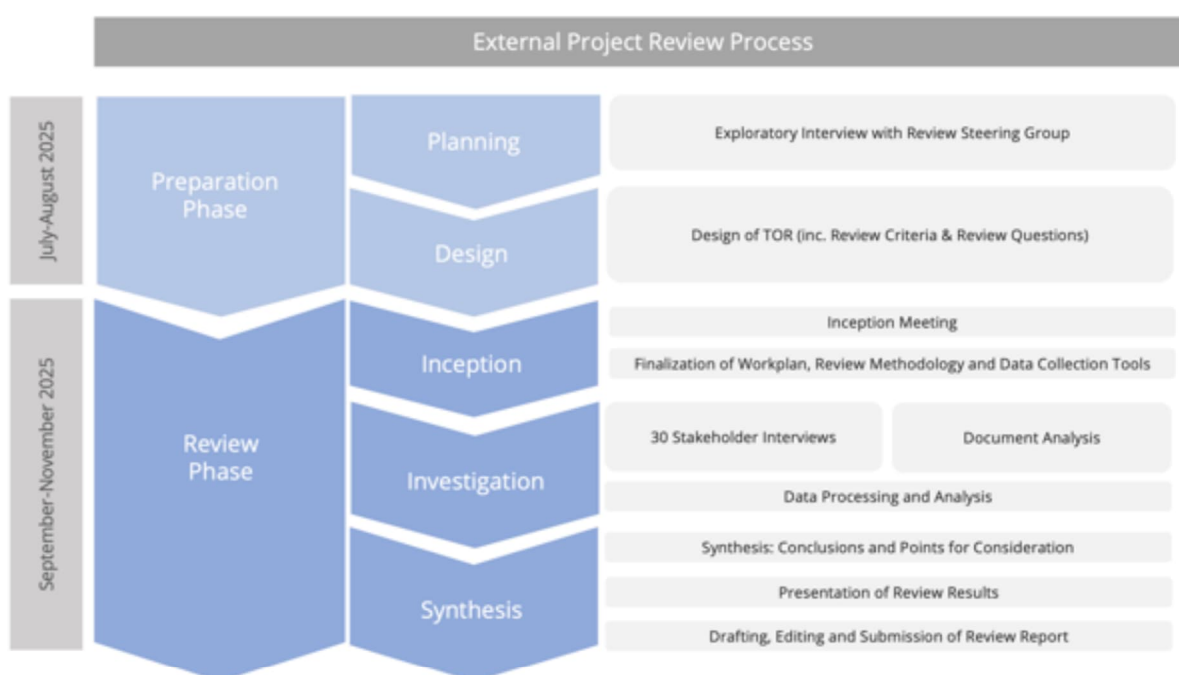 External Project Review Process
July-August 2025
Preparation
Phase
Planning
Exploratory Interview with Review Steering Group
Design
Design of TOR (inc. Review Criteria & Review Questions)
September-November 2025
Review
Phase
Inception
Inception Meeting
Finalization of Workplan, Review Methodology and Data Collection Tools
Investigation
30 Stakeholder Interviews
Document Analysis
Data Processing and Analysis
Synthesis
Synthesis: Conclusions and Points for Consideration
Presentation of Review Results
Drafting, Editing and Submission of Review Report